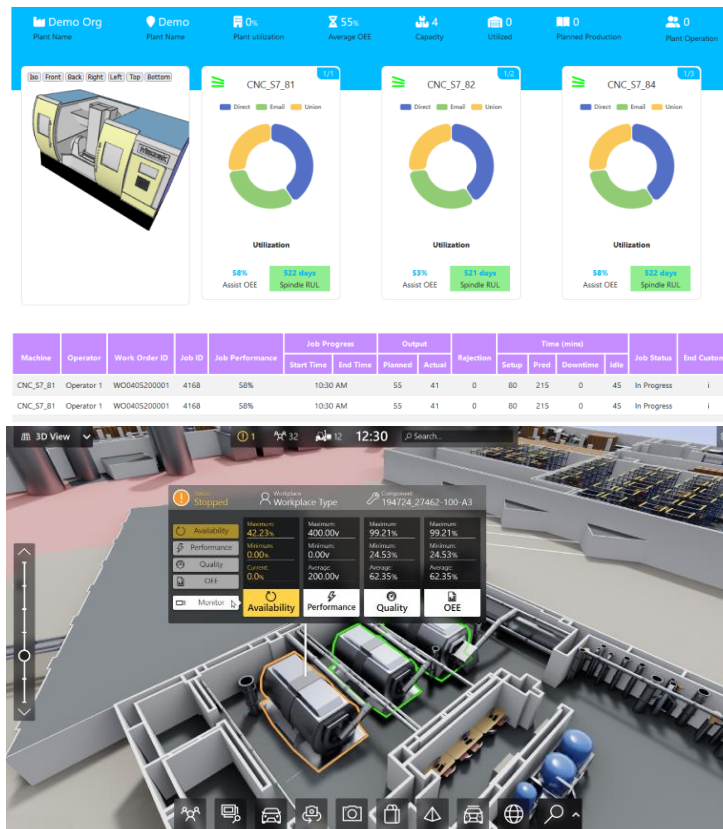 Demo Org Demo 0% 55% 4 0 0 0
Plant Name Plant Name Plant utilization Average OEE Capacity Utilized Planned Production Plant Operation
Iso Front Back Right Left Top Bottom
1/1
CNC_S7_81
Direct Email Union
Utilization
58% 522 days
Assist OEE Spindle RUL
1/2
CNC_S7_82
Direct Email Union
Utilization
53% 521 days
Assist OEE Spindle RUL
1/3
CNC_S7_84
Direct Email Union
Utilization
58% 522 days
Assist OEE Spindle RUL
Job Progress Output Time (mins)
Machine Operator Work Order ID Job ID Job Performance Rejection Job Status End Custom
Start Time End Time Planned Actual Setup Pred Downtime Idle
CNC_S7_81 Operator 1 WO0405200001 4168 58% 10:30 AM 55 41 0 80 215 0 45 In Progress i
CNC_S7_81 Operator 1 WO0405200001 4168 58% 10:30 AM 55 41 0 80 215 0 45 In Progress i
3D View 1 32 12 12:30 Search...
Status Workplace Component
Stopped Workplace Type 194724_27462-100-A3
Availability
Performance
Quality
OEE
Monitor
Maximum: Maximum: Maximum: Maximum:
42.23% 400.00v 99.21% 99.21%
Minimum: Minimum: Minimum: Minimum:
0.00% 0.00v 24.53% 24.53%
Current: Average: Average: Average:
0.0% 200.00v 62.35% 62.35%
Availability Performance Quality OEE